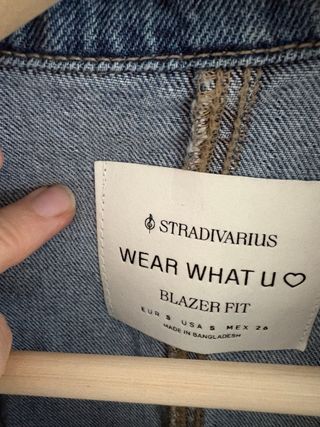 STRADIVARIUS
WEAR WHAT U ♡
BLAZER FIT
EUR S USA S MEX 26
MADE IN BANGLADESH